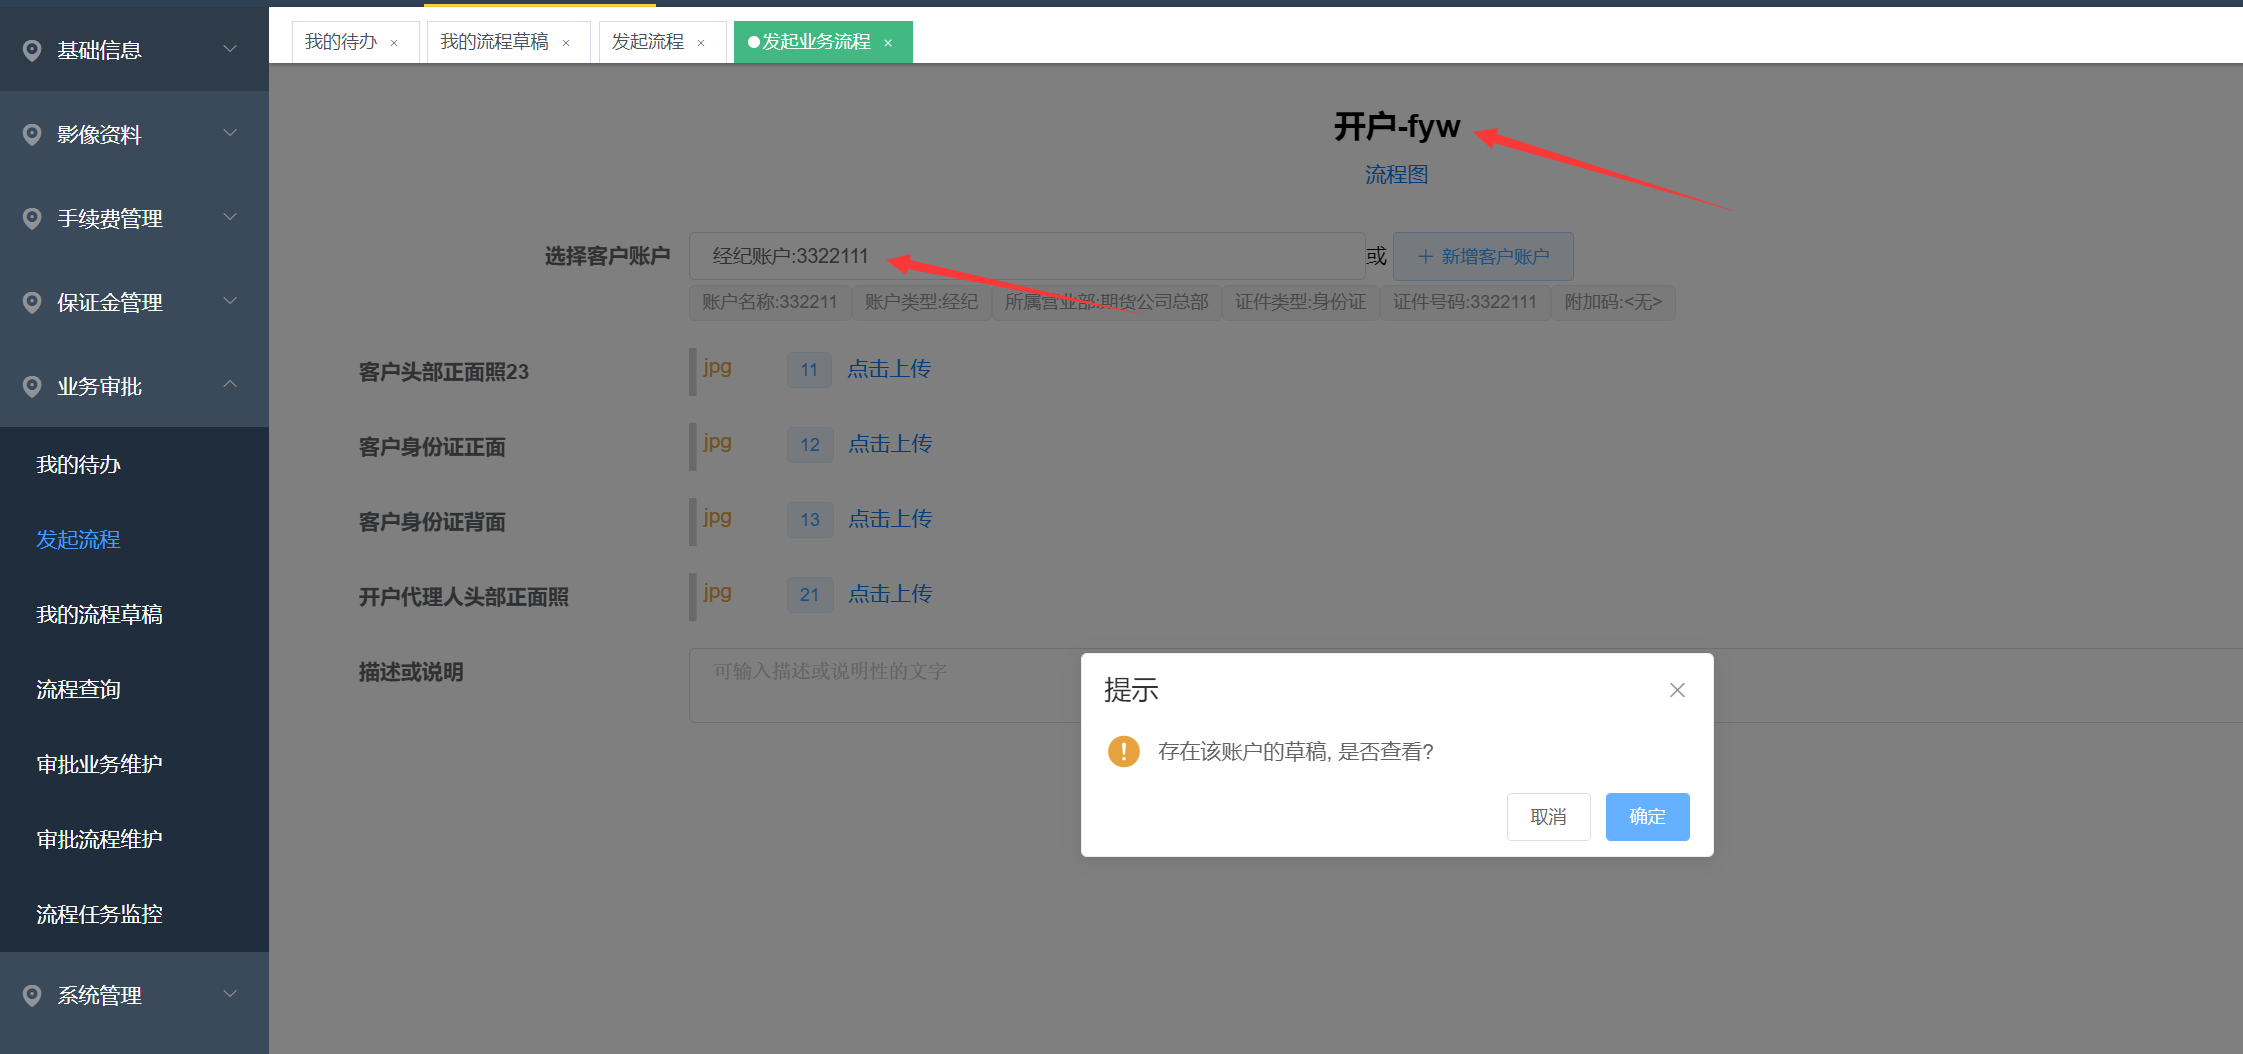 基础信息
影像资料
手续费管理
保证金管理
业务审批
我的待办
发起流程
我的流程草稿
流程查询
审批业务维护
审批流程维护
流程任务监控
系统管理
我的待办 ×
我的流程草稿 ×
发起流程 ×
发起业务流程 ×
开户-fyw
流程图
选择客户账户 经纪账户:3322111 或 + 新增客户账户
账户名称:332211 账户类型:经纪 所属营业部:期货公司总部 证件类型:身份证 证件号码:3322111 附加码:<无>
客户头部正面照23 jpg 11 点击上传
客户身份证正面 jpg 12 点击上传
客户身份证背面 jpg 13 点击上传
开户代理人头部正面照 jpg 21 点击上传
描述或说明 可输入描述或说明性的文字
提示
存在该账户的草稿, 是否查看?
取消 确定